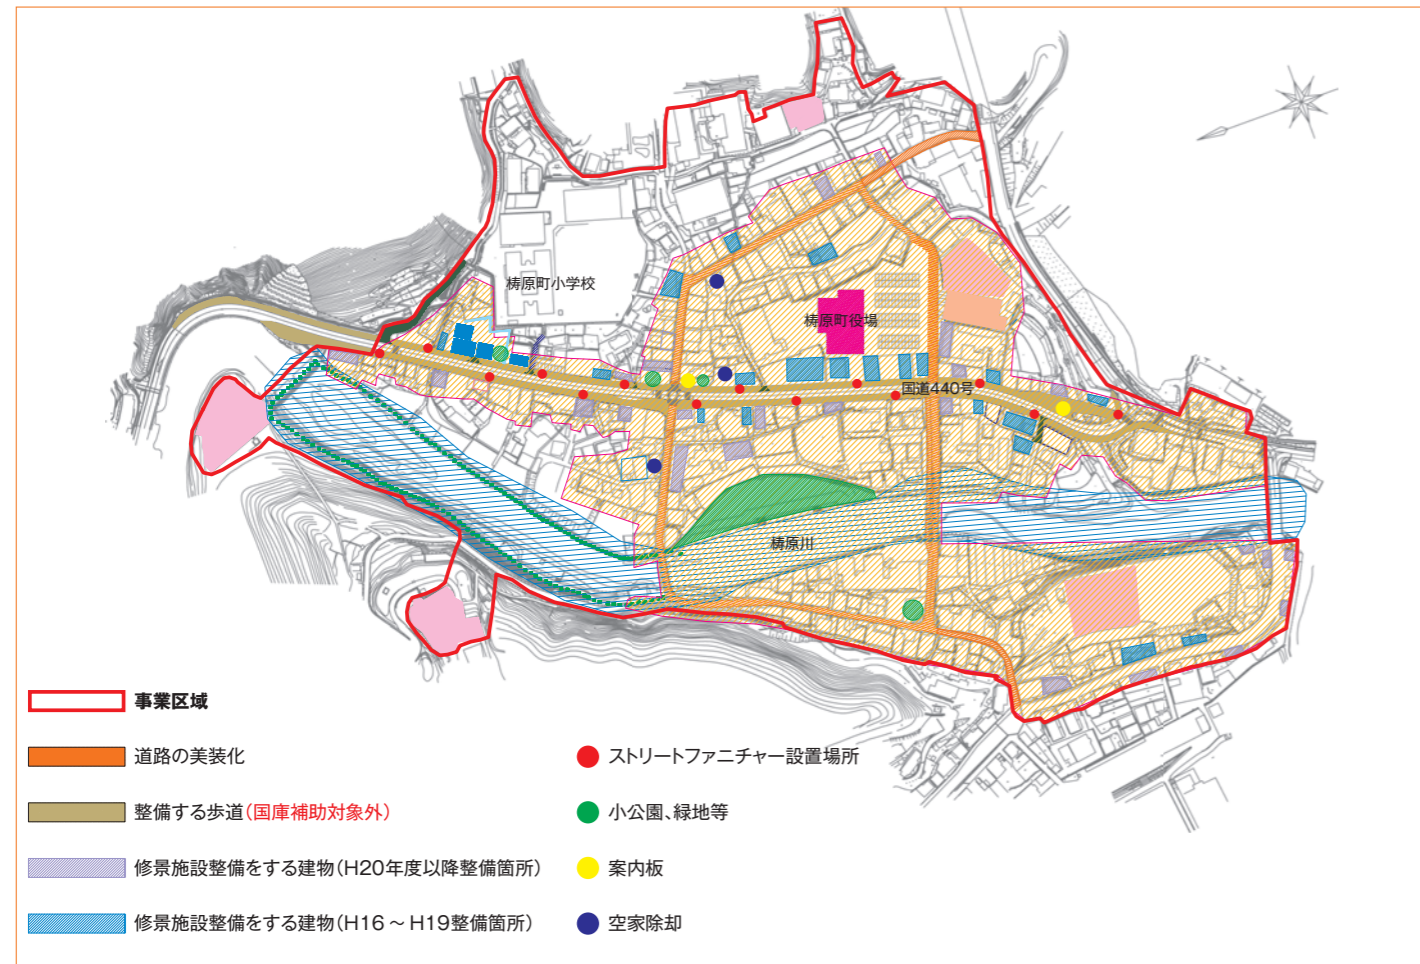 梼原町小学校
梼原町役場
国道440号
梼原川
事業区域
道路の美装化
整備する歩道(国庫補助対象外)
修景施設整備をする建物(H20年度以降整備箇所)
修景施設整備をする建物(H16～H19整備箇所)
ストリートファニチャー設置場所
小公園、緑地等
案内板
空家除却